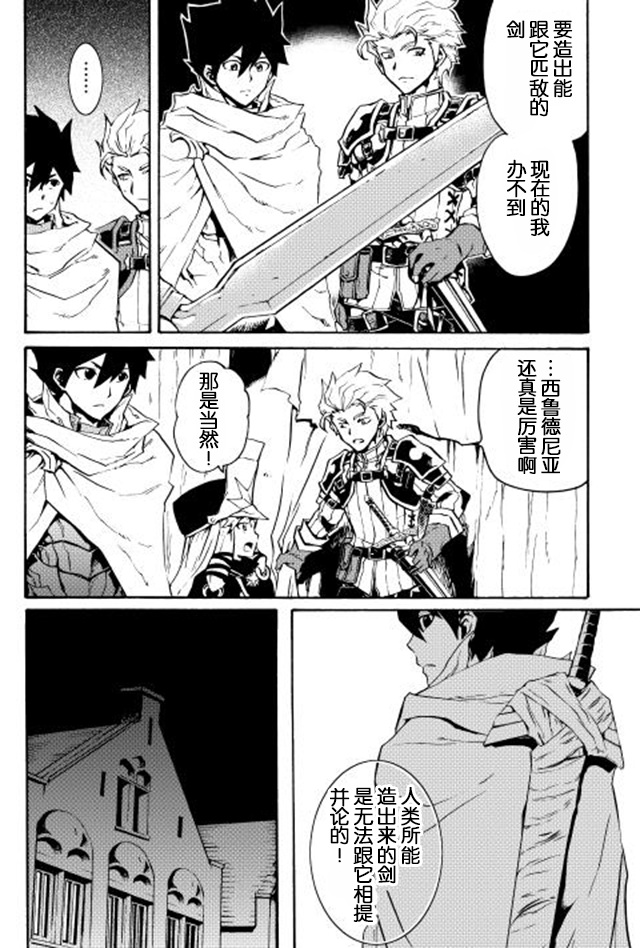 要造出能
跟它匹敌的
剑
现在的我
办不到
……
…西鲁德尼亚
还真是厉害啊
那是当然！
人类所能
造出来的剑
是无法跟它相提
并论的！